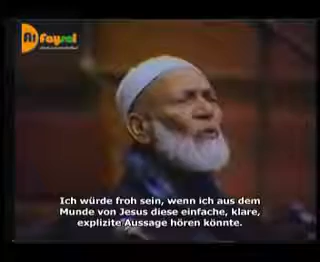 Al
Faysal
Ich würde froh sein, wenn ich aus dem
Munde von Jesus diese einfache, klare,
explizite Aussage hören könnte.